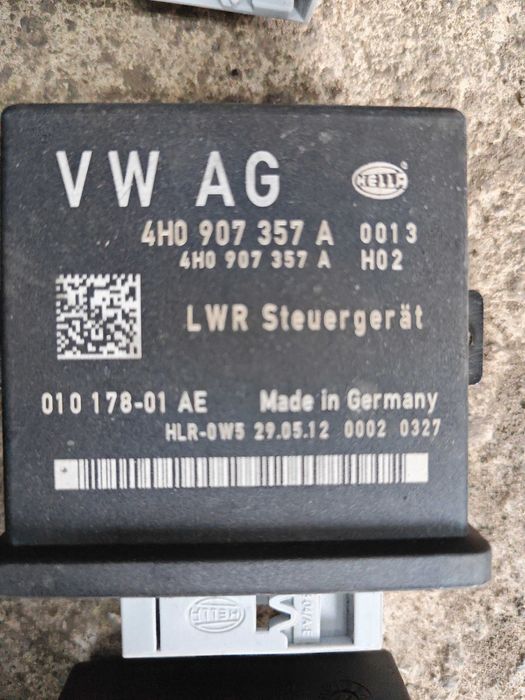 VW AG HELLA
4H0 907 357 A 0013
4H0 907 357 A H02
LWR Steuergerät
010 178-01 AE Made in Germany
HLR-0W5 29.05.12 0002 0327
HELLA